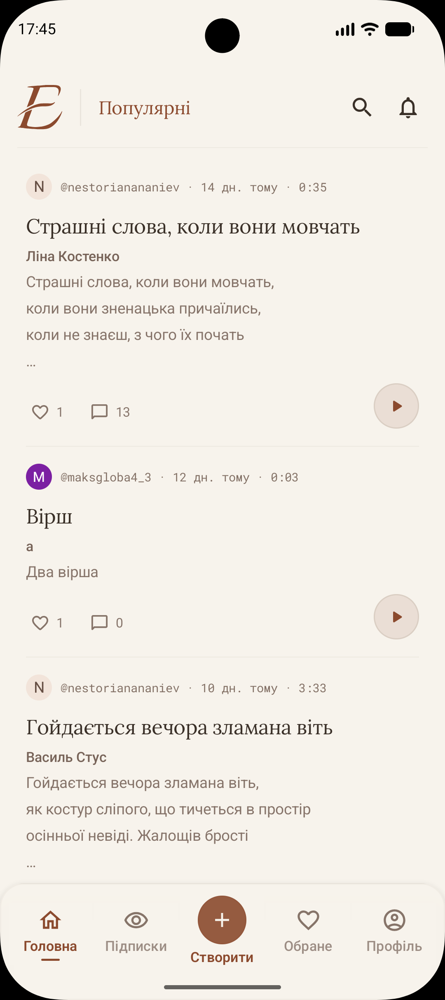 17:45
E
Популярні
N @nestorianananiev · 14 дн. тому · 0:35
Страшні слова, коли вони мовчать
Ліна Костенко
Страшні слова, коли вони мовчать,
коли вони зненацька причаїлись,
коли не знаєш, з чого їх почать
...
1 13
M @maksgloba4_3 · 12 дн. тому · 0:03
Вірш
а
Два вірша
1 0
N @nestorianananiev · 10 дн. тому · 3:33
Гойдається вечора зламана віть
Василь Стус
Гойдається вечора зламана віть,
як костур сліпого, що тичеться в простір
осінньої невіді. Жалощів брості
...
Головна Підписки Створити Обране Профіль